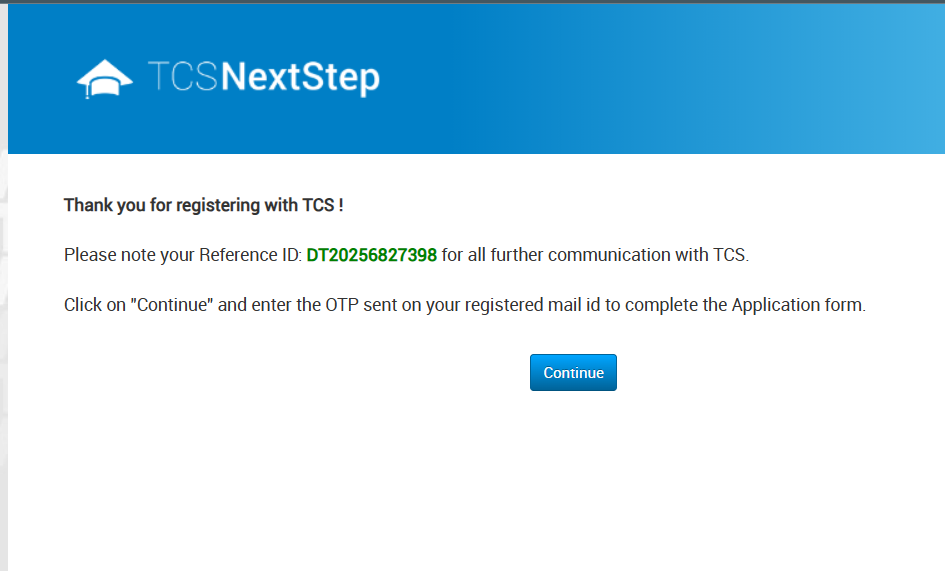 TCSNextStep
Thank you for registering with TCS !
Please note your Reference ID: DT20256827398 for all further communication with TCS.
Click on "Continue" and enter the OTP sent on your registered mail id to complete the Application form.
Continue